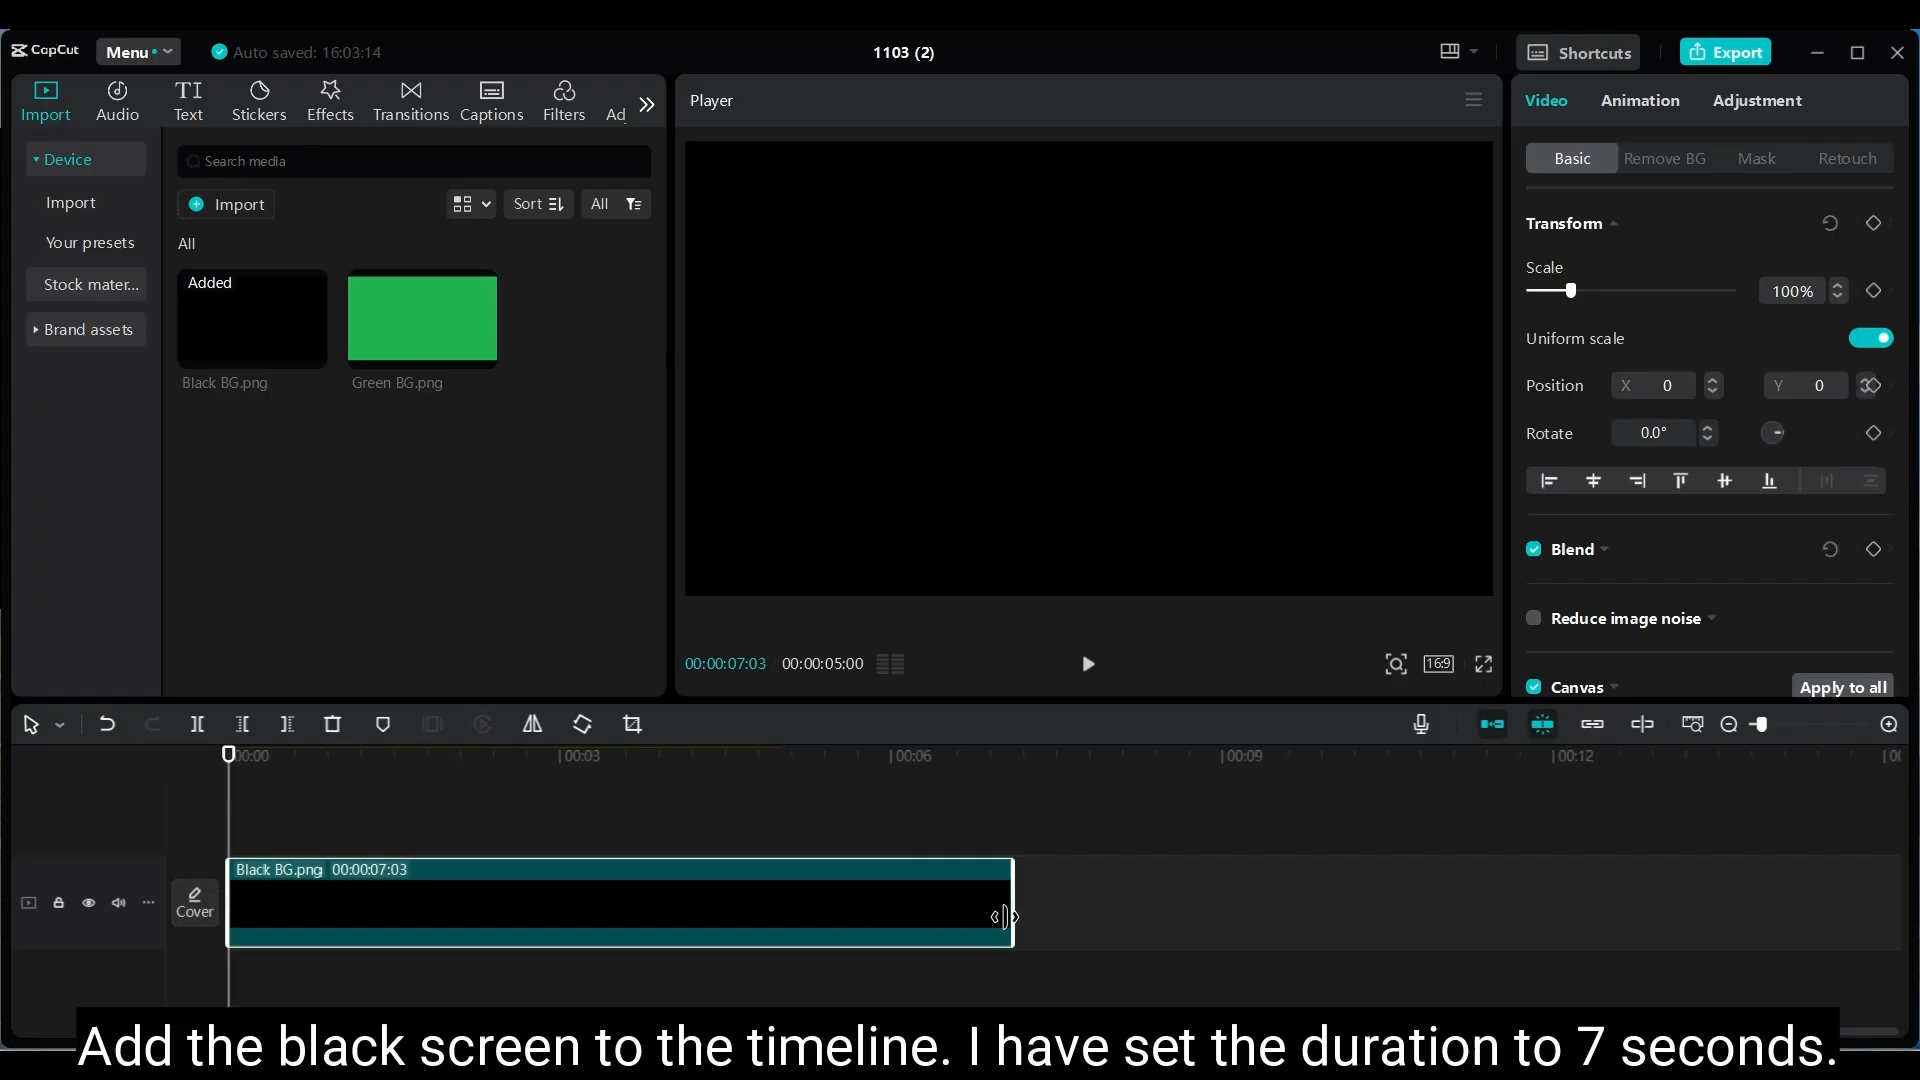 CapCut
Menu
Auto saved: 16:03:14
1103 (2)
Shortcuts
Export
Import
Audio
TI
Text
Stickers
Effects
Transitions
Captions
Filters
Adj
Device
Import
Your presets
Stock mater...
Brand assets
Search media
Import
Sort
All
All
Added
Black BG.png
Green BG.png
Player
00:00:07:03
00:00:05:00
16:9
Video
Animation
Adjustment
Basic
Remove BG
Mask
Retouch
Transform
Scale
100%
Uniform scale
Position
X 0
Y 0
Rotate
0.0°
Blend
Reduce image noise
Canvas
Apply to all
00:00
00:03
00:06
00:09
00:12
Cover
Black BG.png 00:00:07:03
Add the black screen to the timeline. I have set the duration to 7 seconds.